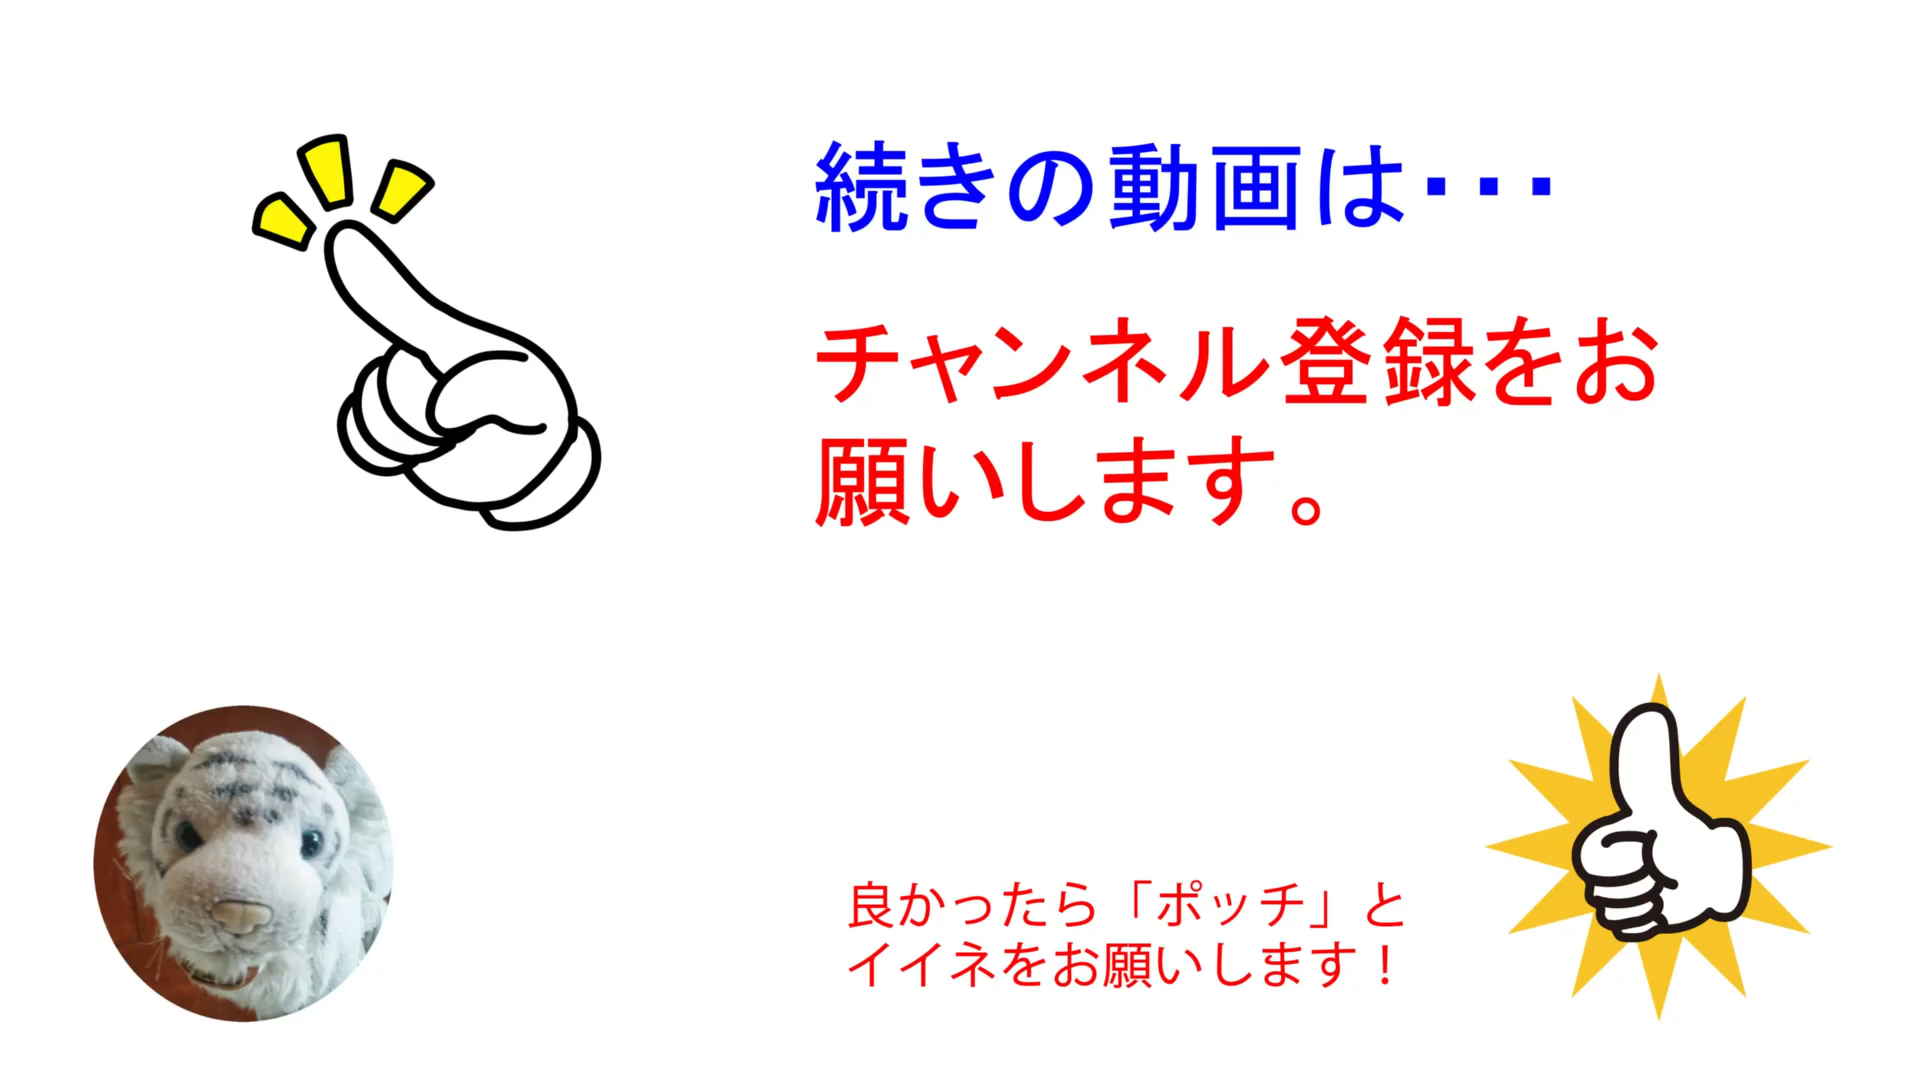 続きの動画は･･･
チャンネル登録をお
願いします。
良かったら「ポッチ」と
イイネをお願いします！